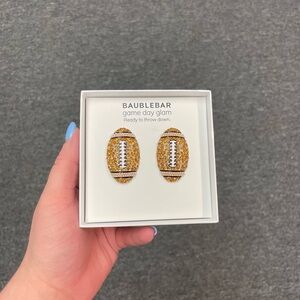 BAUBLEBAR
game day glam
Ready to throw down.